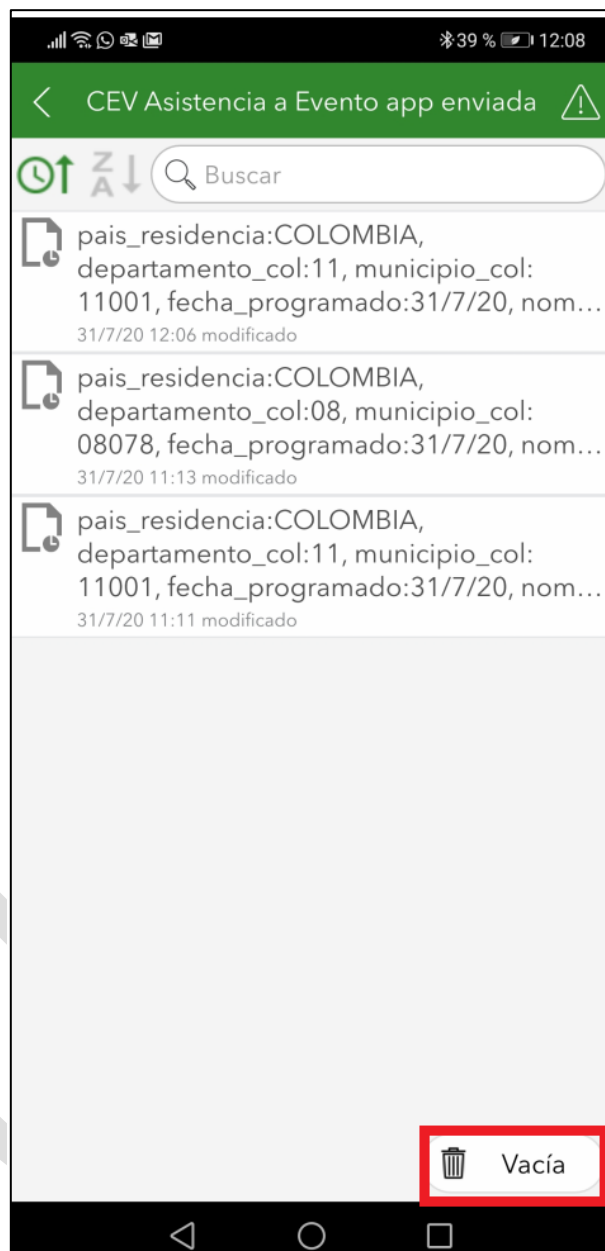 39 % 12:08
CEV Asistencia a Evento app enviada
Z
A
Buscar
pais_residencia:COLOMBIA,
departamento_col:11, municipio_col:
11001, fecha_programado:31/7/20, nom...
31/7/20 12:06 modificado
pais_residencia:COLOMBIA,
departamento_col:08, municipio_col:
08078, fecha_programado:31/7/20, nom...
31/7/20 11:13 modificado
pais_residencia:COLOMBIA,
departamento_col:11, municipio_col:
11001, fecha_programado:31/7/20, nom...
31/7/20 11:11 modificado
Vacía